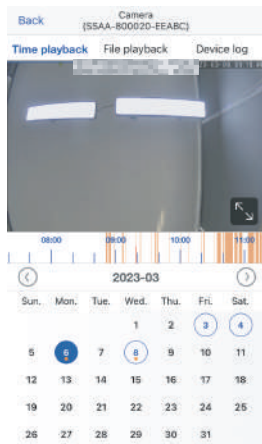 Back
Camera
(SSAA-800020-EEABC)
Time playback File playback Device log
08:00 09:00 10:00 11:00
2023-03
Sun. Mon. Tue. Wed. Thu. Fri. Sat.
1 2 3 4
5 6 7 8 9 10 11
12 13 14 15 16 17 18
19 20 21 22 23 24 25
26 27 28 29 30 31